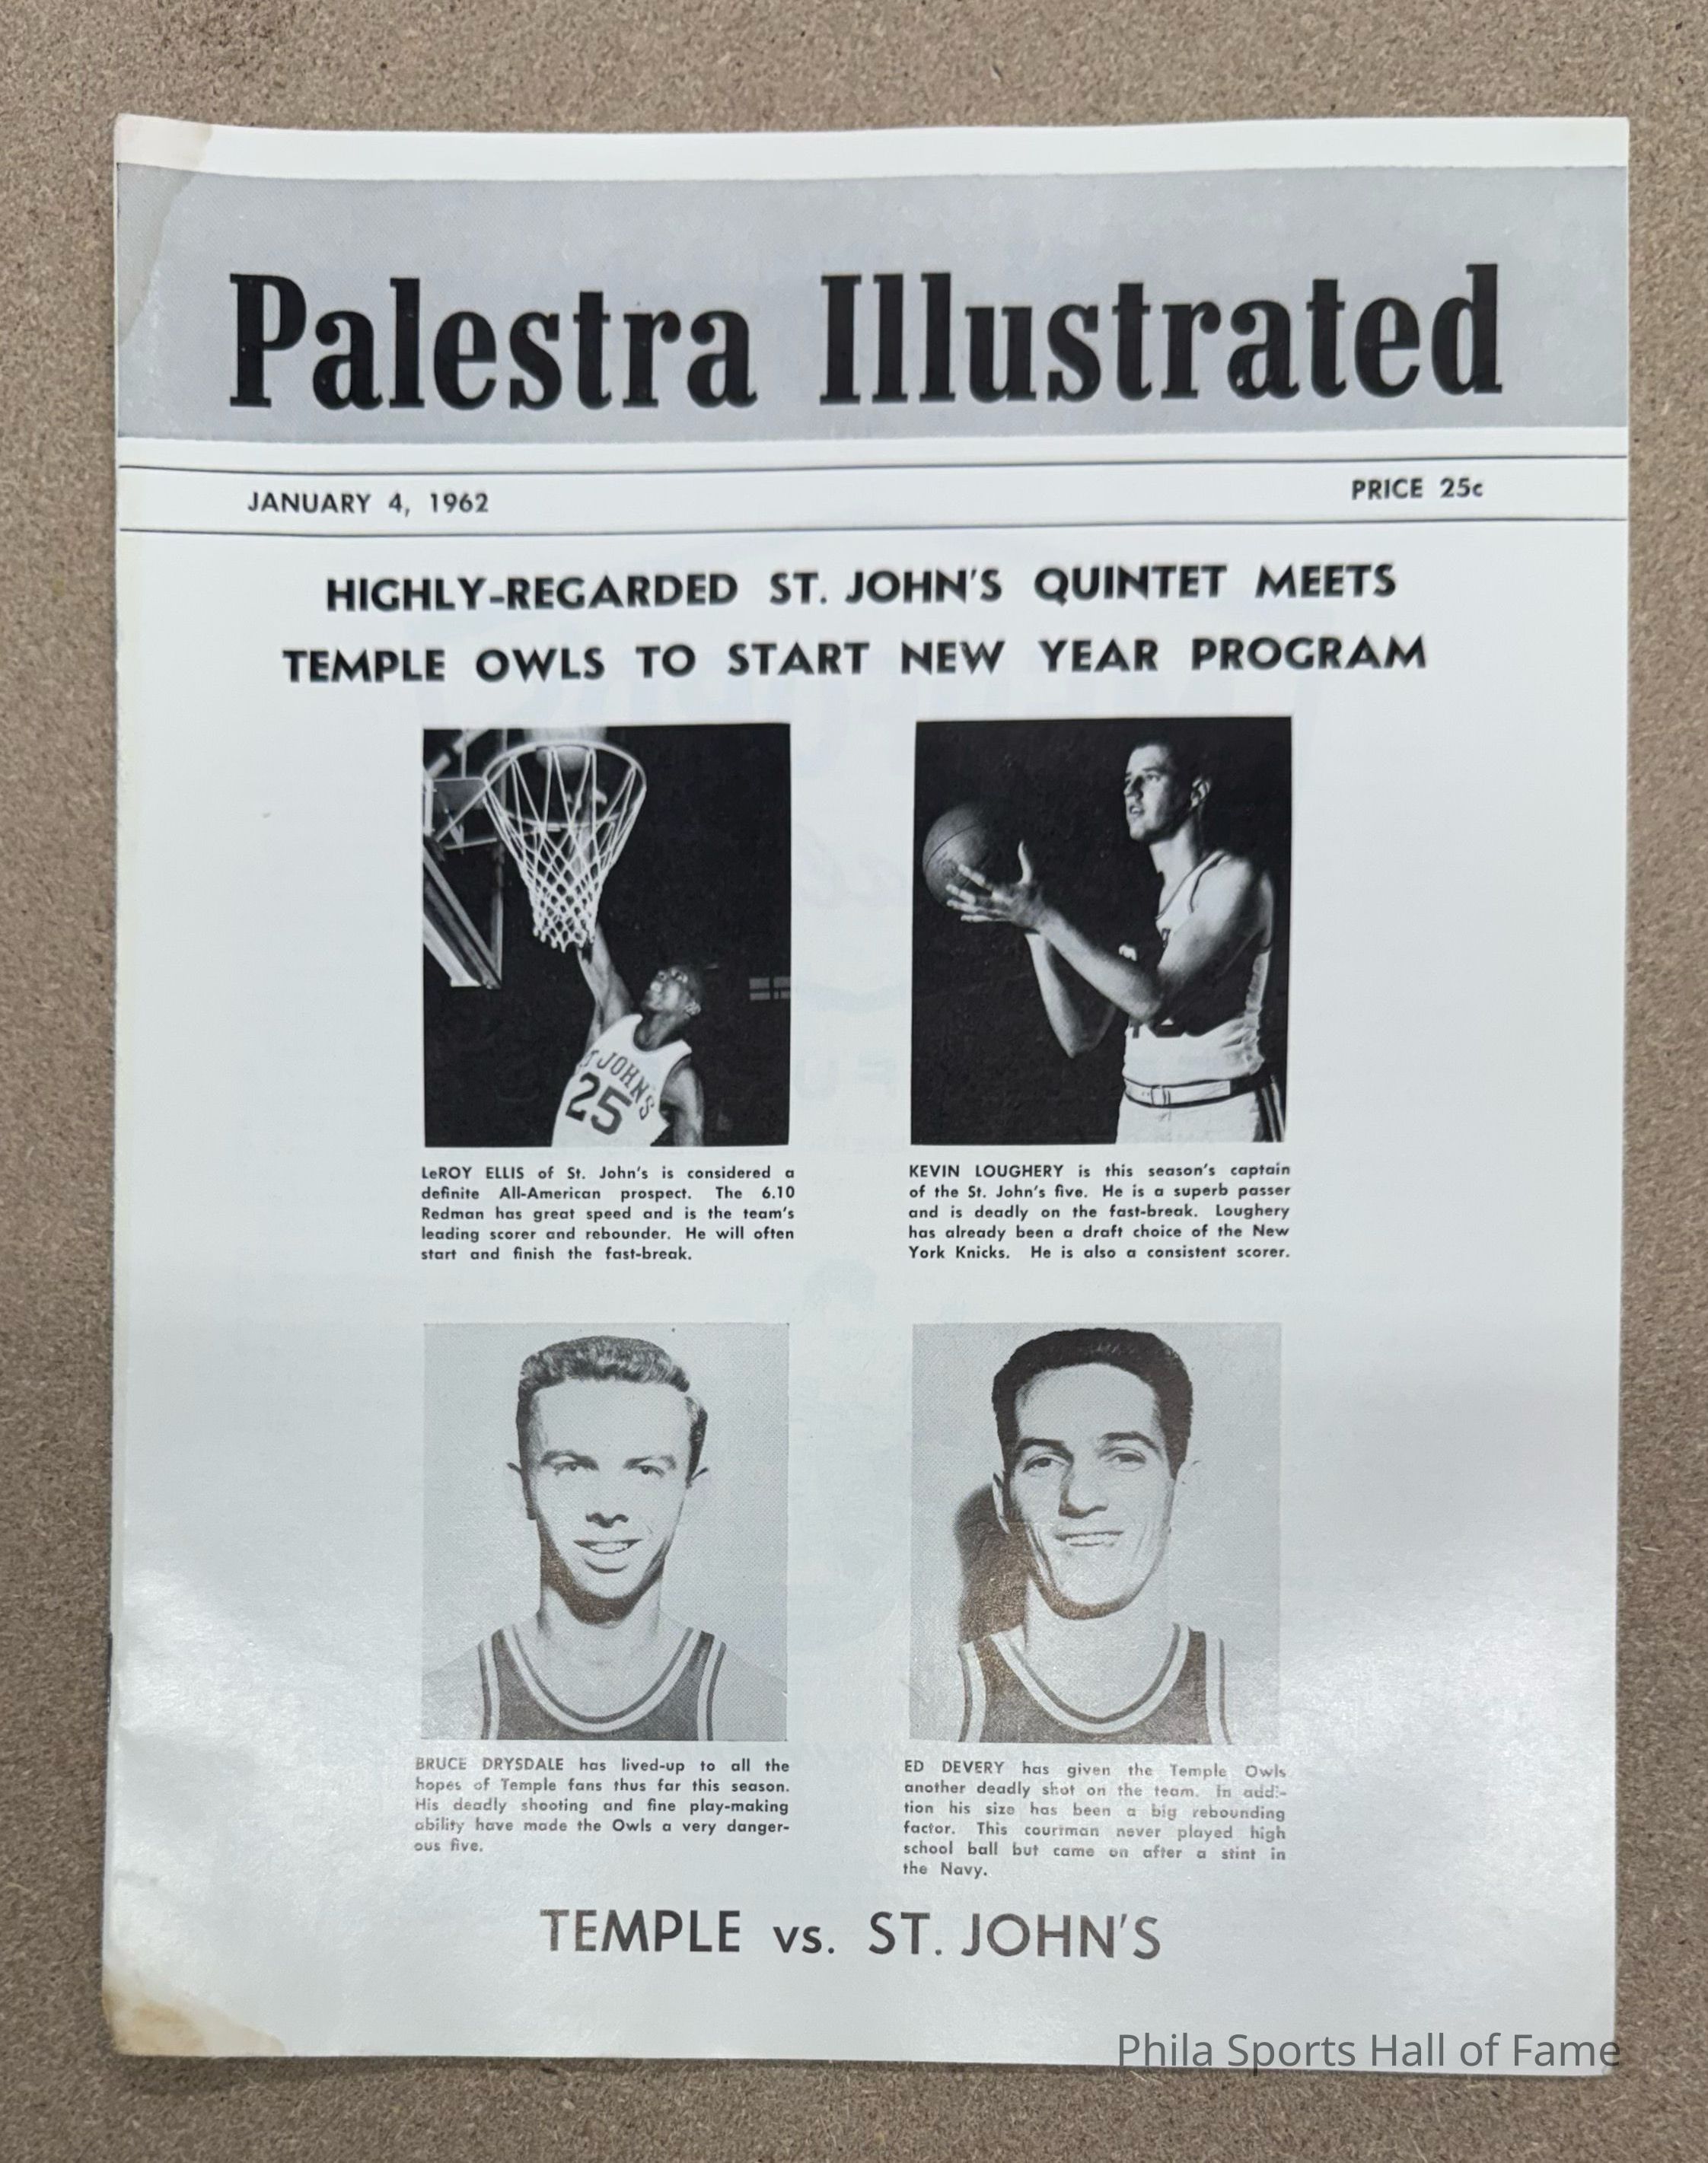 Palestra Illustrated
JANUARY 4, 1962
PRICE 25c
HIGHLY-REGARDED ST. JOHN'S QUINTET MEETS
TEMPLE OWLS TO START NEW YEAR PROGRAM
ST JOHN'S
25
LeROY ELLIS of St. John's is considered a
definite All-American prospect. The 6.10
Redman has great speed and is the team's
leading scorer and rebounder. He will often
start and finish the fast-break.
KEVIN LOUGHERY is this season's captain
of the St. John's five. He is a superb passer
and is deadly on the fast-break. Loughery
has already been a draft choice of the New
York Knicks. He is also a consistent scorer.
BRUCE DRYSDALE has lived-up to all the
hopes of Temple fans thus far this season.
His deadly shooting and fine play-making
ability have made the Owls a very danger-
ous five.
ED DEVERY has given the Temple Owls
another deadly shot on the team. In addi-
tion his size has been a big rebounding
factor. This courtman never played high
school ball but came on after a stint in
the Navy.
TEMPLE vs. ST. JOHN'S
Phila Sports Hall of Fame